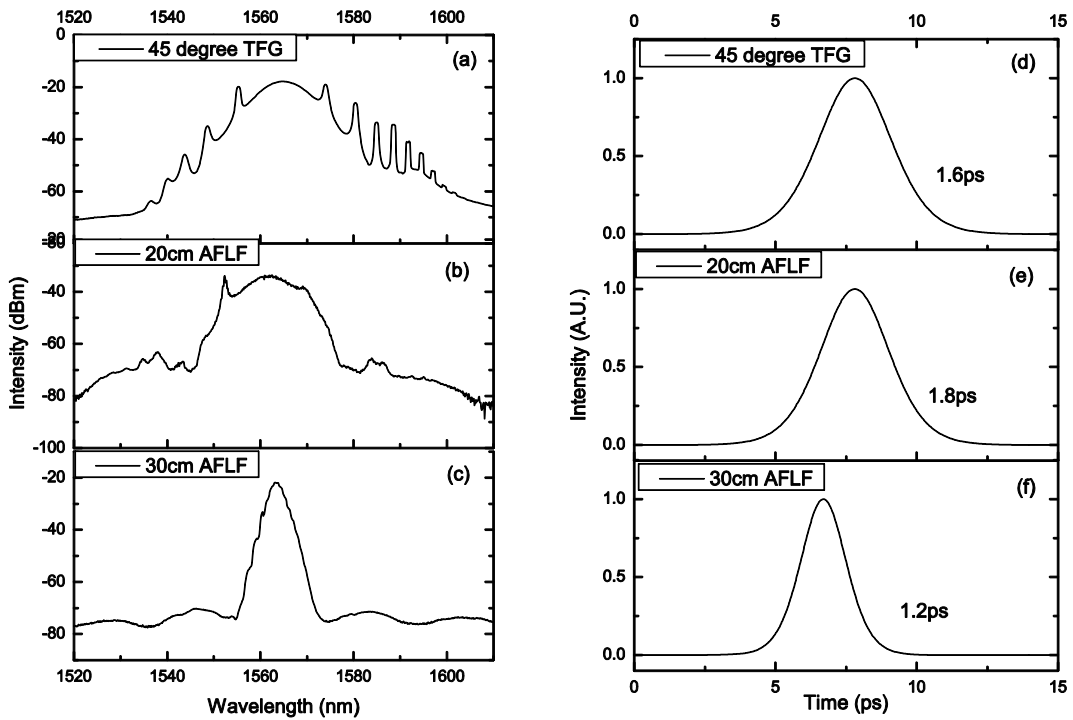 1520 1540 1560 1580 1600
0 5 10 15
0
-20
-40
-60
-80
45 degree TFG
(a)
-40
-60
-80
-100
20cm AFLF
(b)
-20
-40
-60
-80
30cm AFLF
(c)
1520 1540 1560 1580 1600
Wavelength (nm)
Intensity (dBm)
1.0
0.5
0.0
45 degree TFG
(d)
1.6ps
1.0
0.5
0.0
20cm AFLF
(e)
1.8ps
1.0
0.5
0.0
30cm AFLF
(f)
1.2ps
0 5 10 15
Time (ps)
Intensity (A.U.)